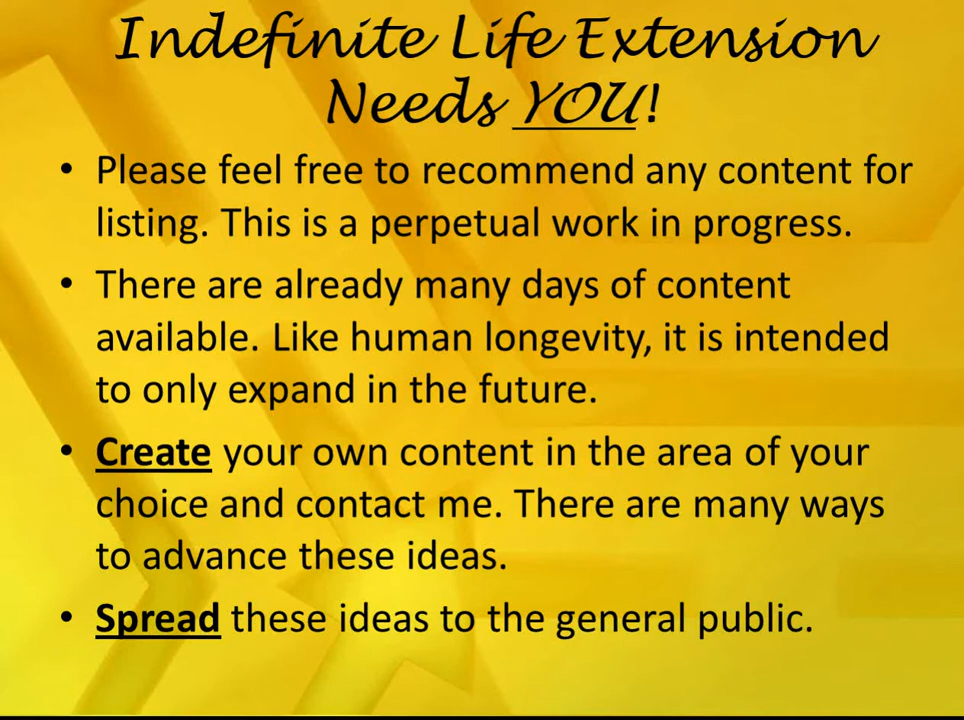 Indefinite Life Extension
Needs YOU!
• Please feel free to recommend any content for
listing. This is a perpetual work in progress.
• There are already many days of content
available. Like human longevity, it is intended
to only expand in the future.
• Create your own content in the area of your
choice and contact me. There are many ways
to advance these ideas.
• Spread these ideas to the general public.